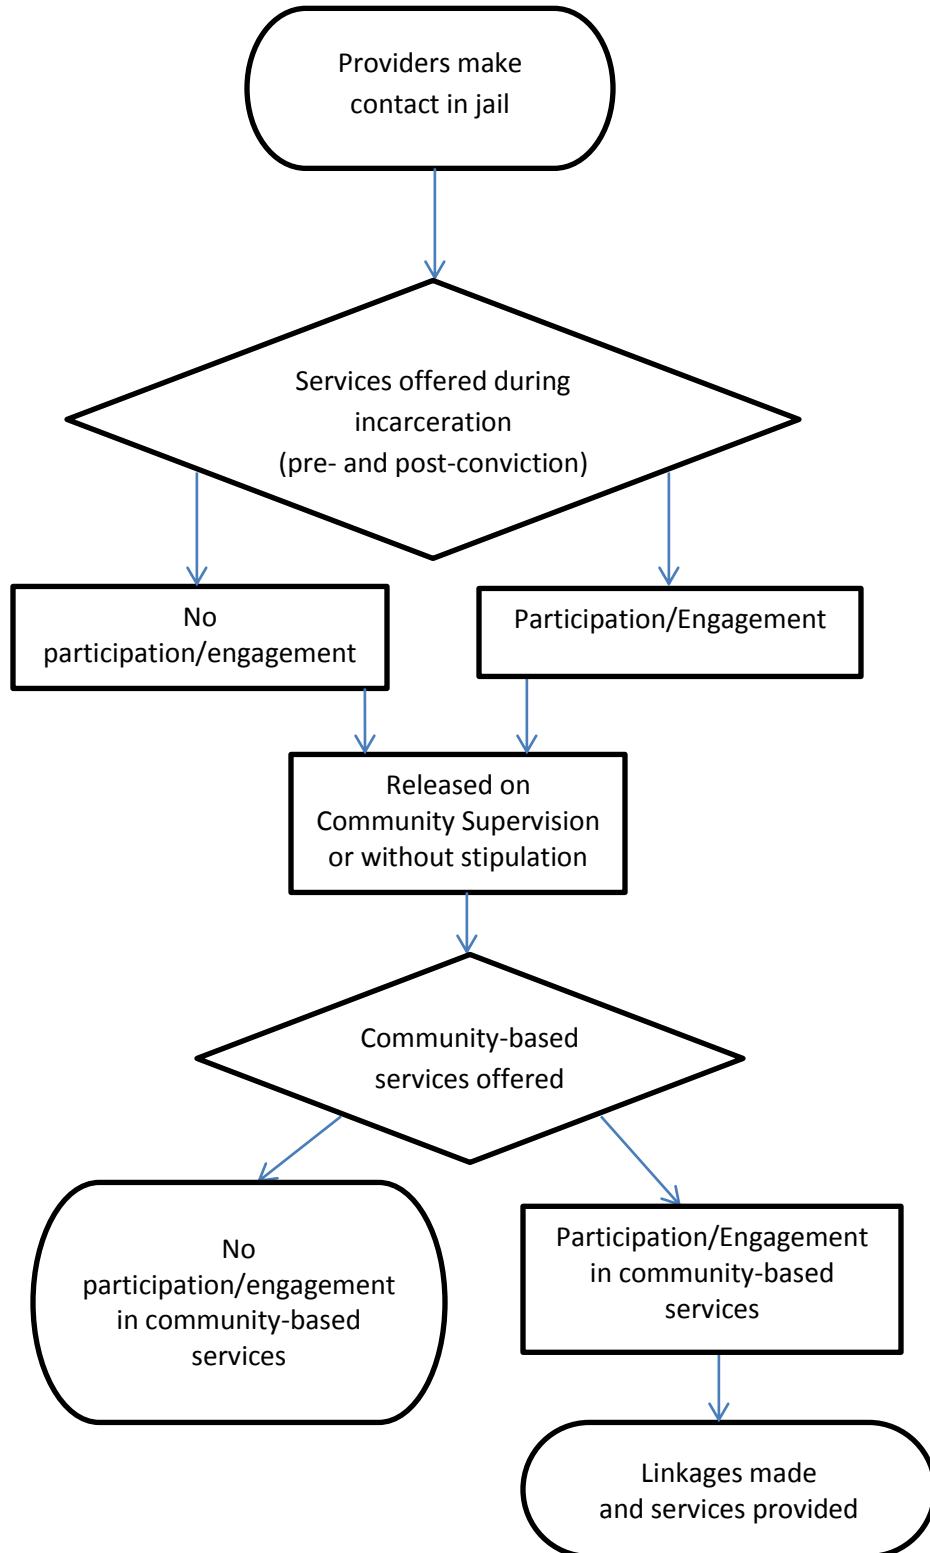 Providers make
contact in jail
Services offered during
incarceration
(pre- and post-conviction)
No
participation/engagement
Participation/Engagement
Released on
Community Supervision
or without stipulation
Community-based
services offered
No
participation/engagement
in community-based
services
Participation/Engagement
in community-based
services
Linkages made
and services provided